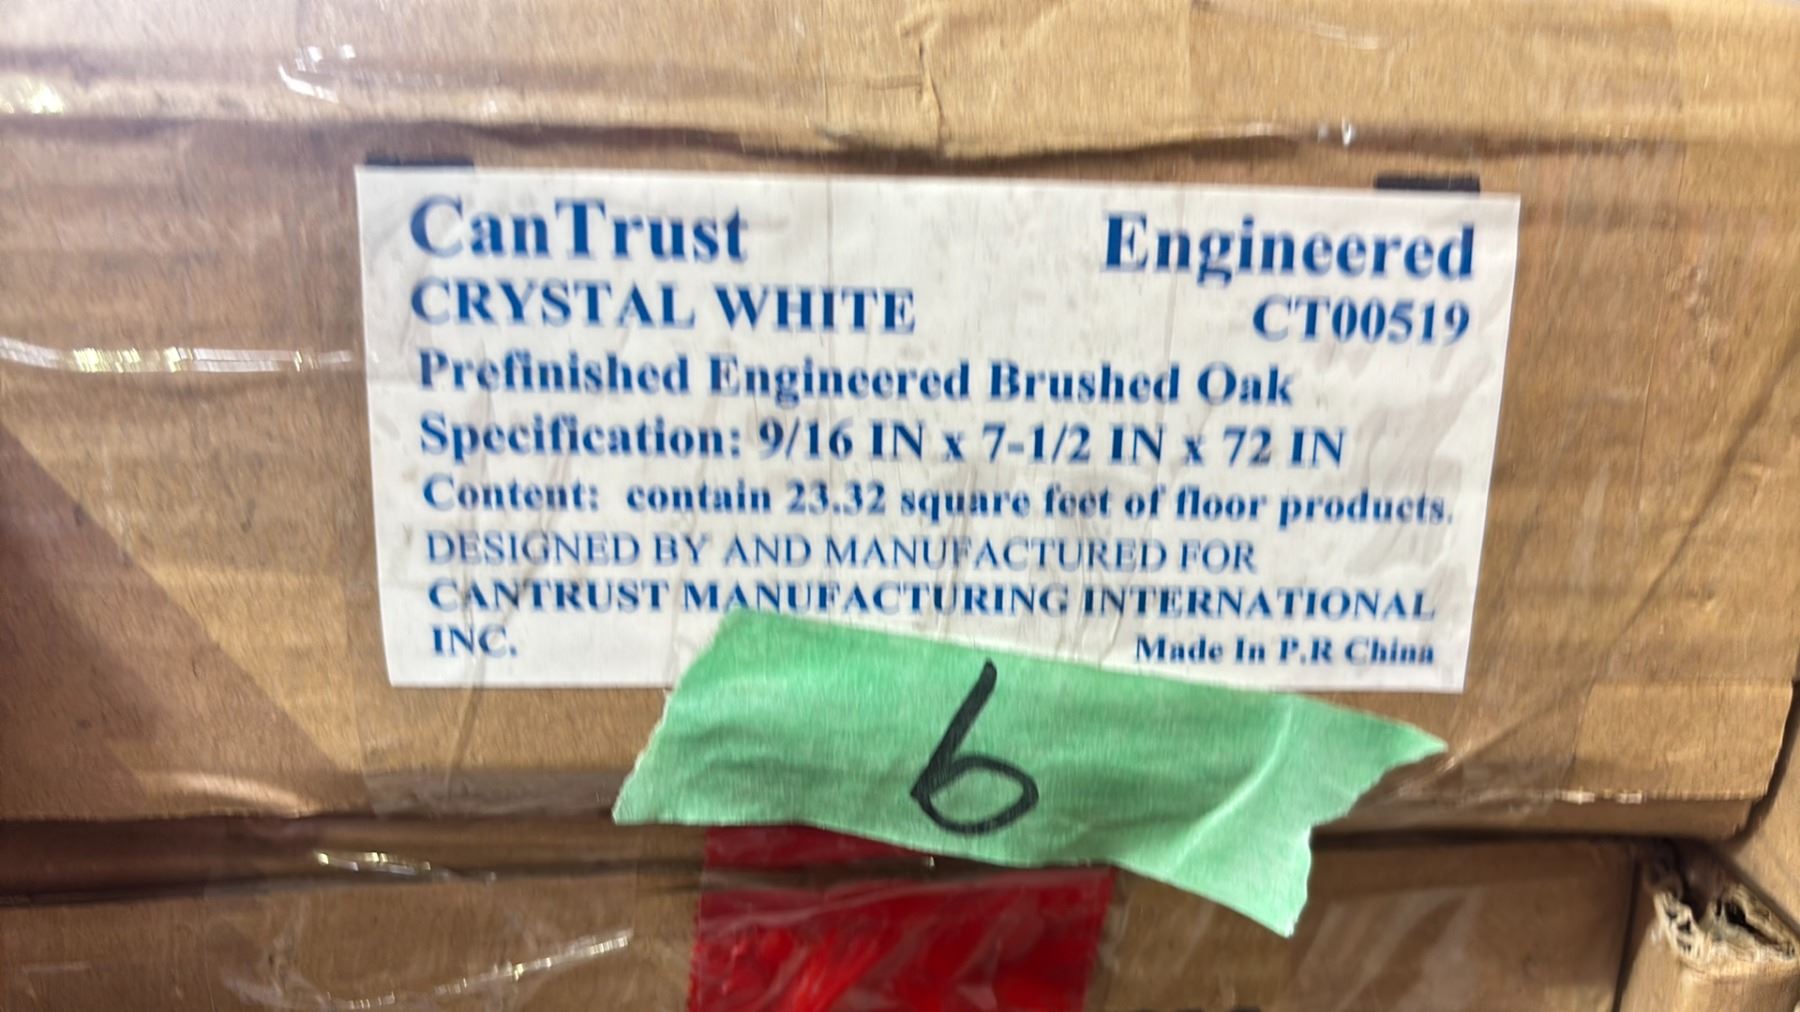 CanTrust Engineered
CRYSTAL WHITE CT00519
Prefinished Engineered Brushed Oak
Specification: 9/16 IN x 7-1/2 IN x 72 IN
Content: contain 23.32 square feet of floor products.
DESIGNED BY AND MANUFACTURED FOR
CANTRUST MANUFACTURING INTERNATIONAL
INC. Made In P.R China
6